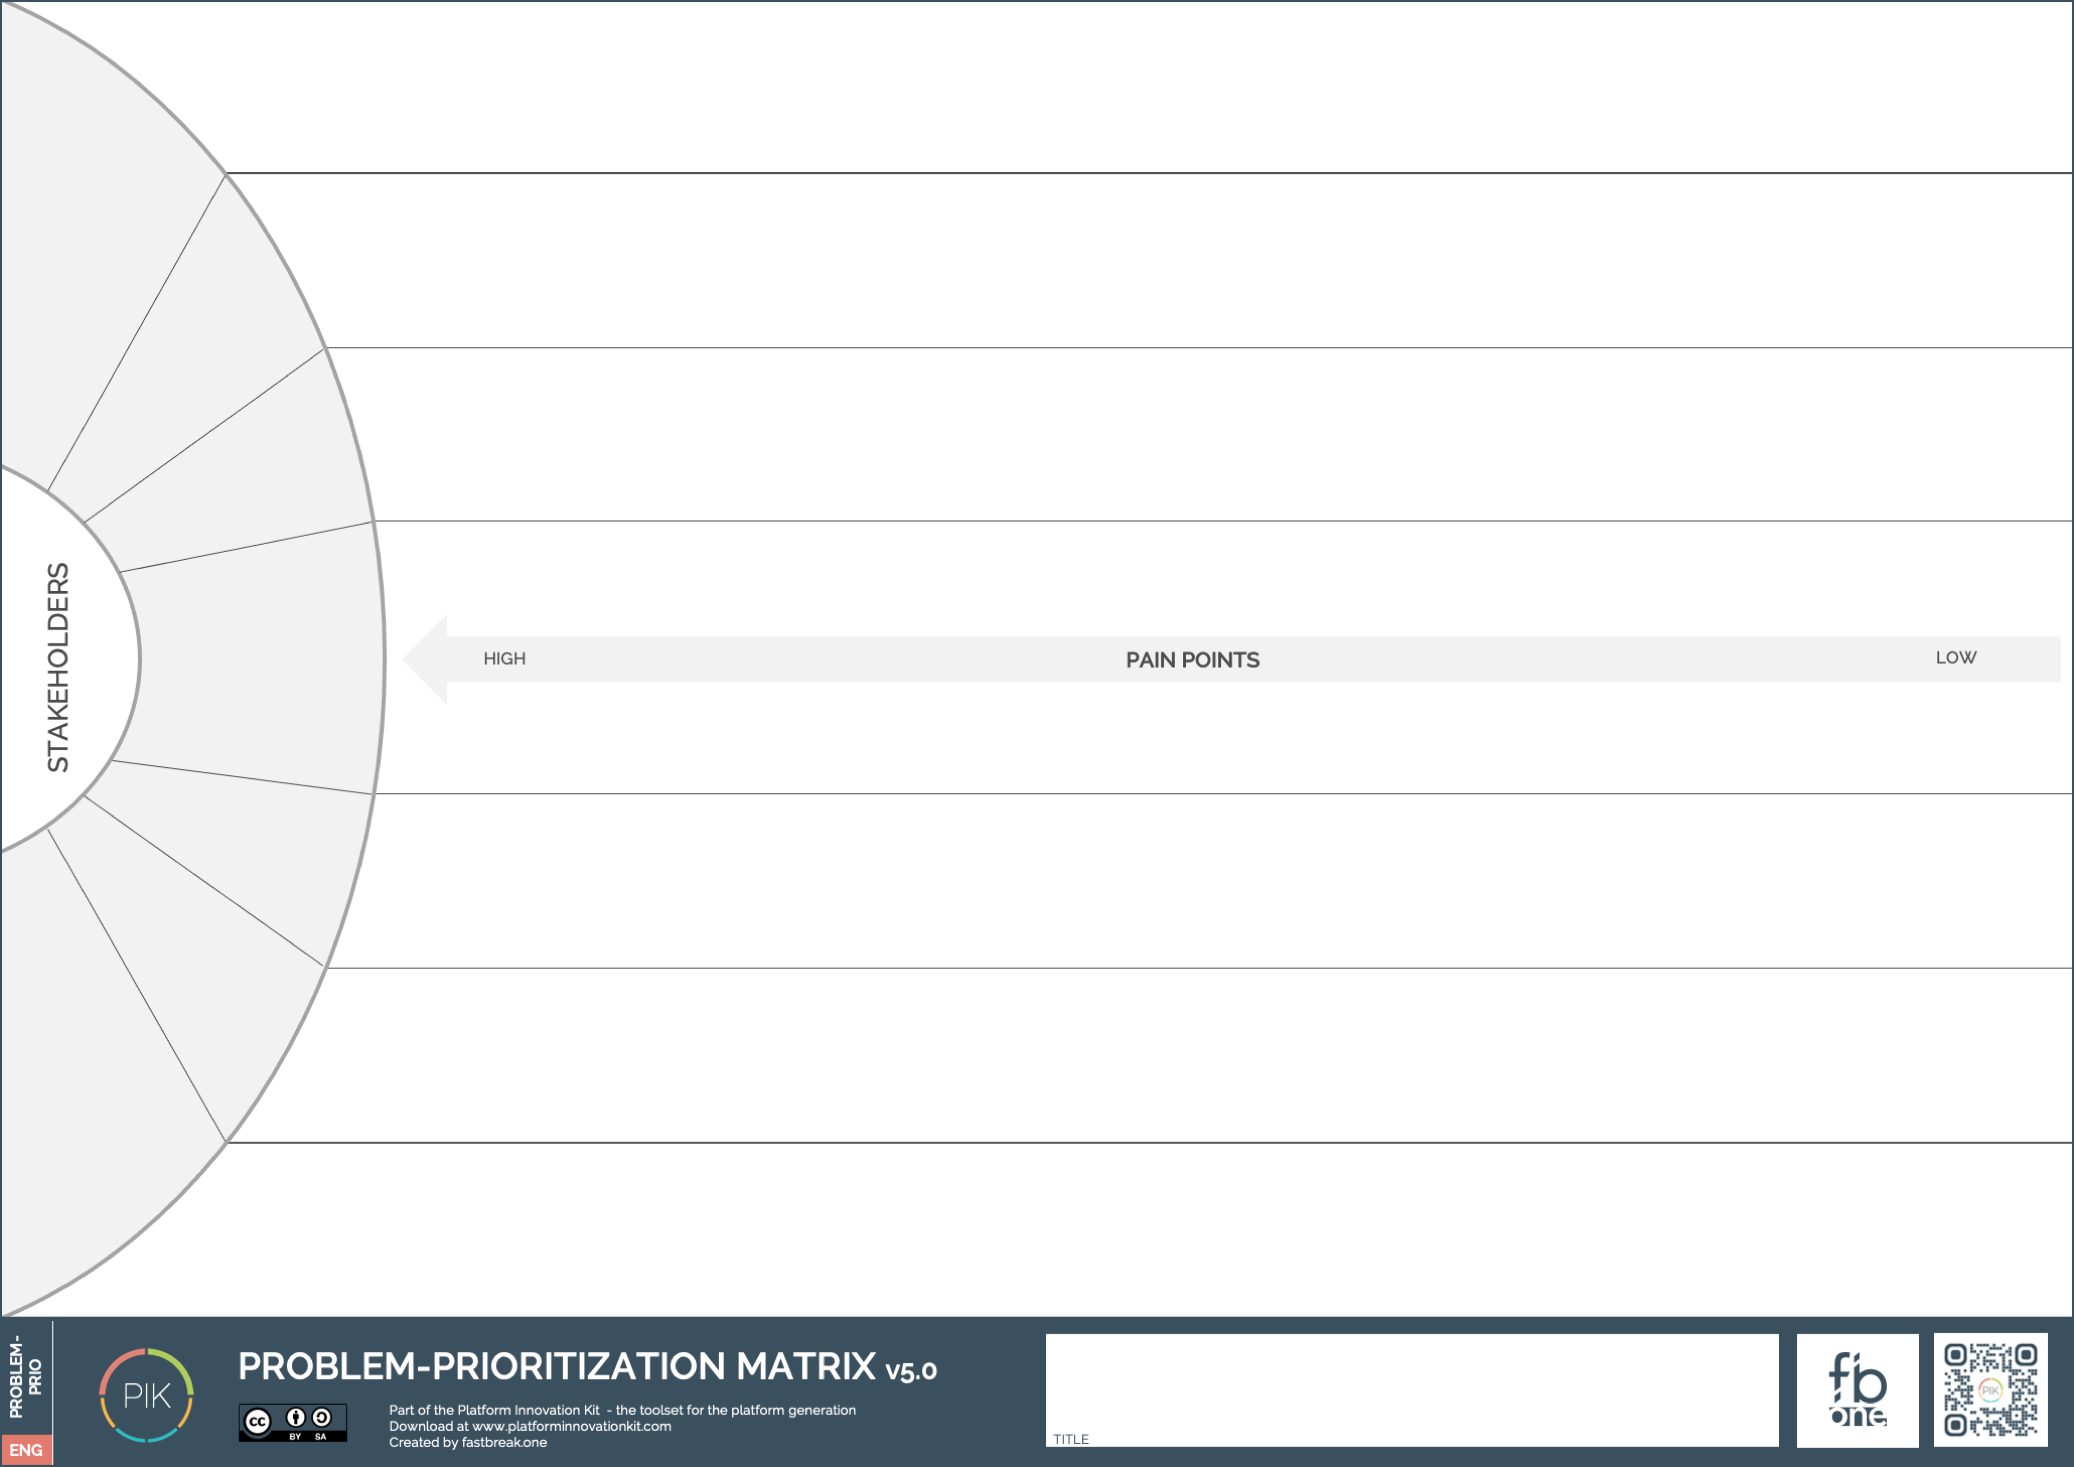 STAKEHOLDERS
HIGH
PAIN POINTS
LOW
PROBLEM-
PRIO
ENG
PIK
PROBLEM-PRIORITIZATION MATRIX v5.0
cc
BY SA
Part of the Platform Innovation Kit - the toolset for the platform generation
Download at www.platforminnovationkit.com
Created by fastbreak.one
TITLE
fb
one
PIK